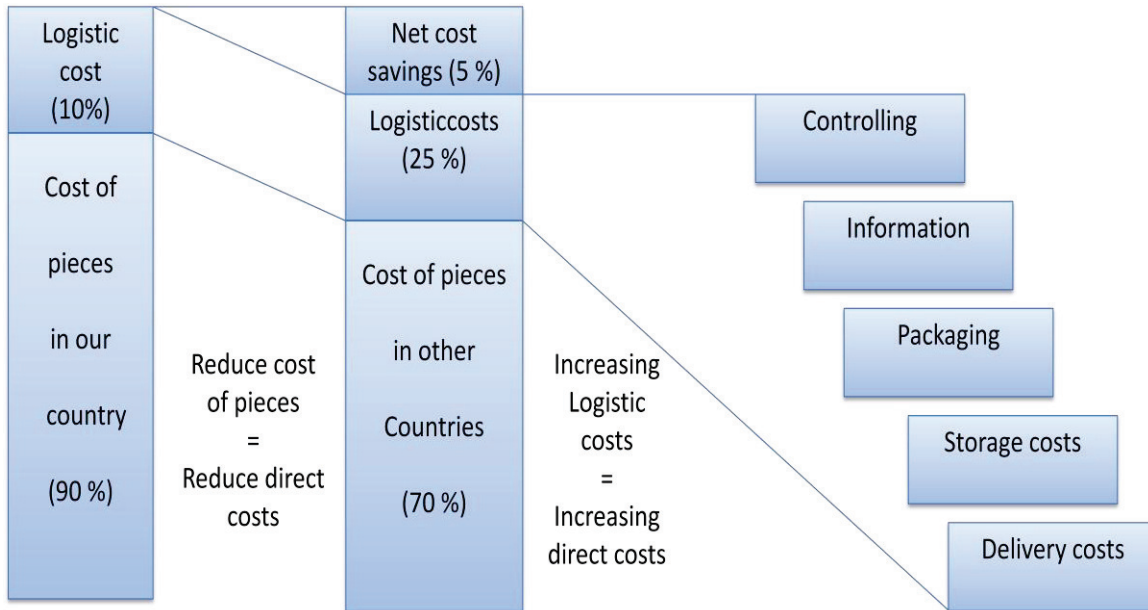 Logistic
cost
(10%)
Cost of
pieces
in our
country
(90 %)
Reduce cost
of pieces
=
Reduce direct
costs
Net cost
savings (5 %)
Logisticcosts
(25 %)
Cost of pieces
in other
Countries
(70 %)
Increasing
Logistic
costs
=
Increasing
direct costs
Controlling
Information
Packaging
Storage costs
Delivery costs